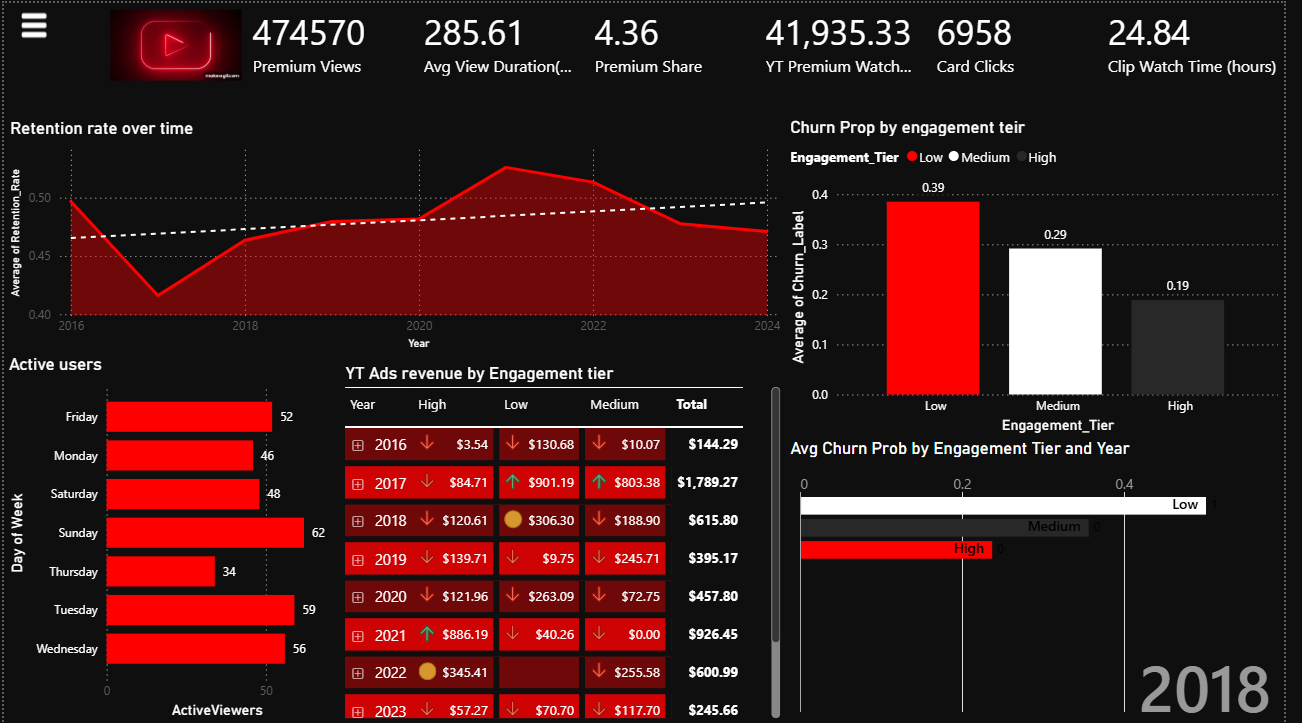 474570
Premium Views
285.61
Avg View Duration(...
4.36
Premium Share
41,935.33
YT Premium Watch...
6958
Card Clicks
24.84
Clip Watch Time (hours)
Retention rate over time
Average of Retention_Rate
0.50
0.45
0.40
2016
2018
2020
2022
2024
Year
Churn Prop by engagement teir
Engagement_Tier Low Medium High
Average of Churn_Label
0.4
0.3
0.2
0.1
0.0
0.39
0.29
0.19
Low
Medium
High
Engagement_Tier
Active users
Day of Week
Friday 52
Monday 46
Saturday 48
Sunday 62
Thursday 34
Tuesday 59
Wednesday 56
0 50
ActiveViewers
YT Ads revenue by Engagement tier
Year High Low Medium Total
2016 $3.54 $130.68 $10.07 $144.29
2017 $84.71 $901.19 $803.38 $1,789.27
2018 $120.61 $306.30 $188.90 $615.80
2019 $139.71 $9.75 $245.71 $395.17
2020 $121.96 $263.09 $72.75 $457.80
2021 $886.19 $40.26 $0.00 $926.45
2022 $345.41 $255.58 $600.99
2023 $57.27 $70.70 $117.70 $245.66
Avg Churn Prob by Engagement Tier and Year
0 0.2 0.4
Low
Medium 0
High 0
2018